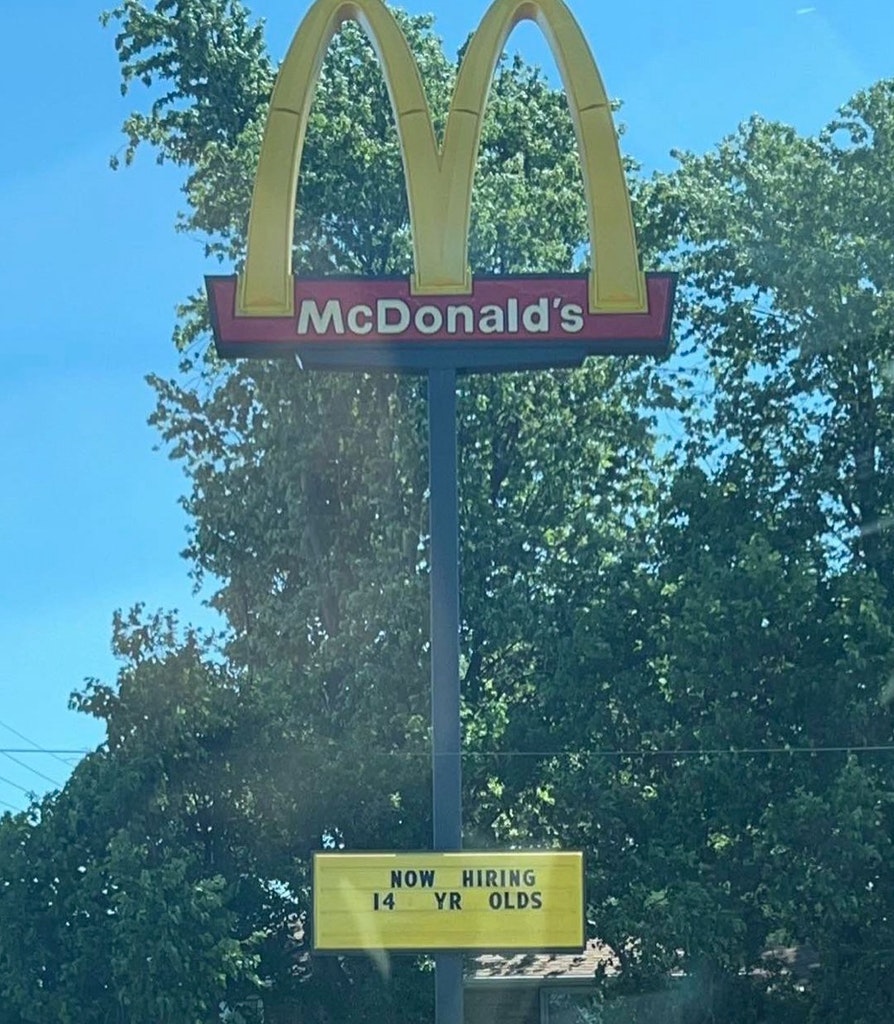 McDonald's
NOW HIRING
14 YR OLDS